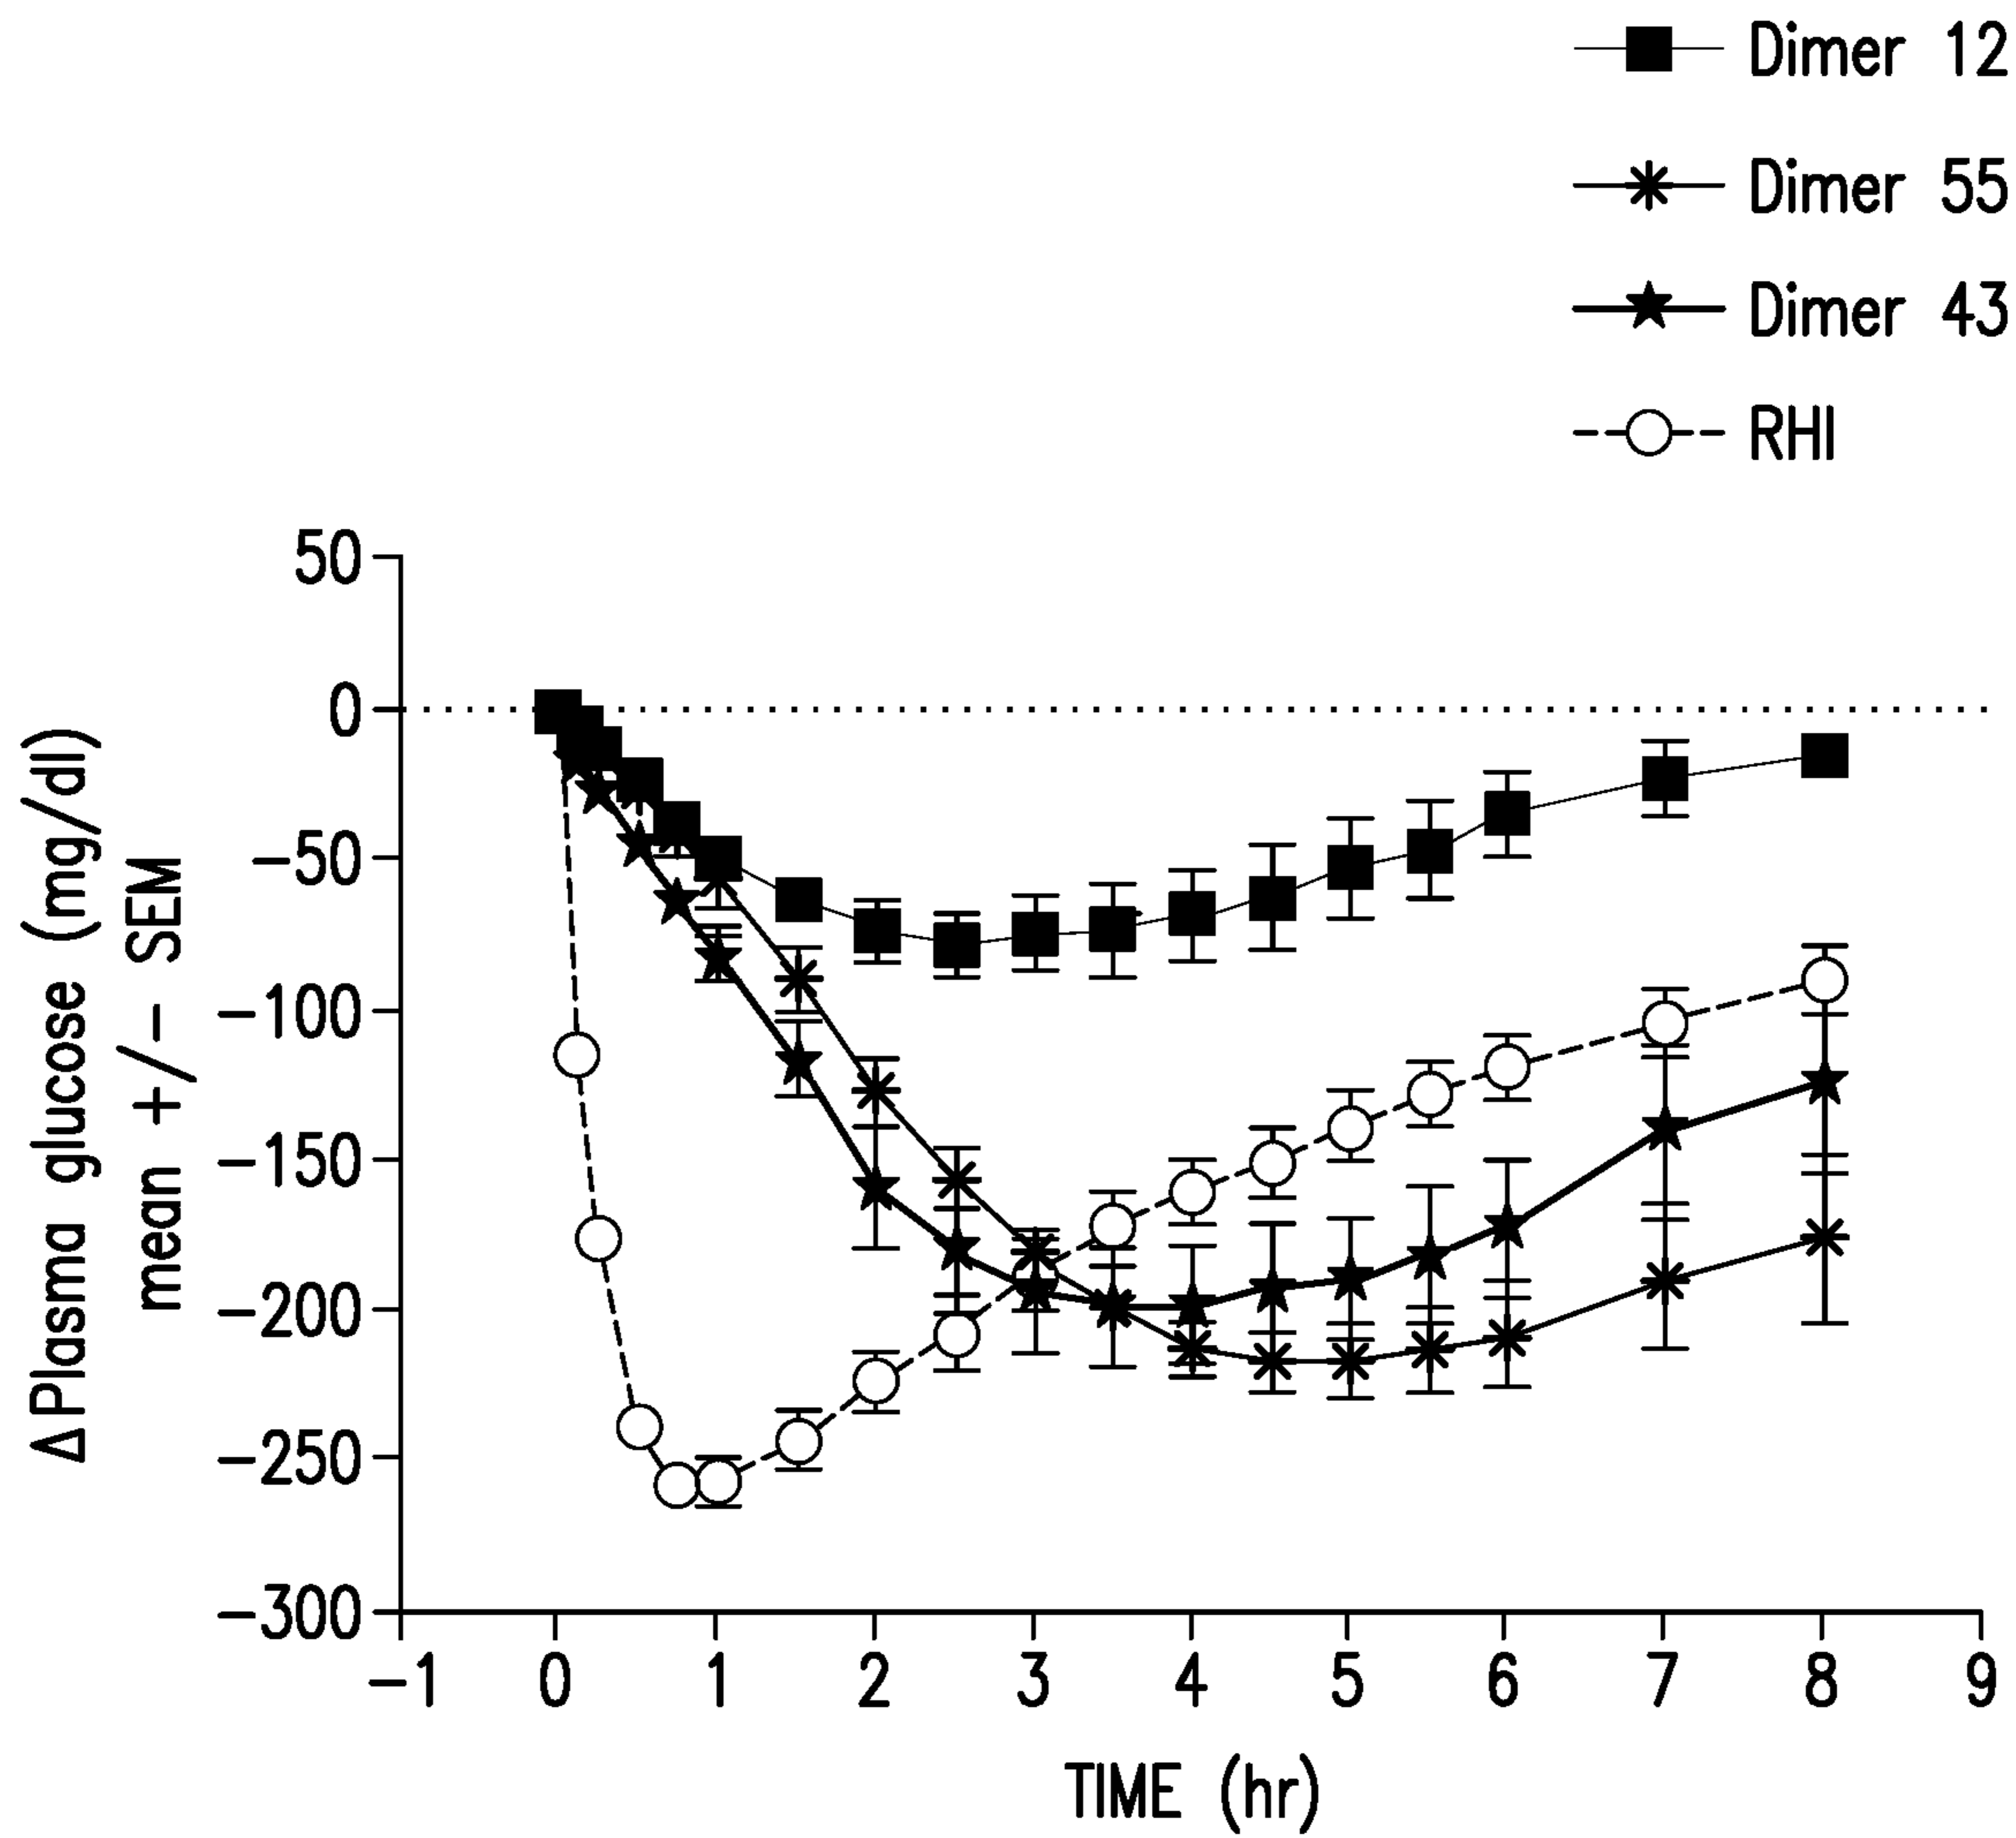 Dimer 12
Dimer 55
Dimer 43
RHI
50
0
-50
-100
-150
-200
-250
-300
ΔPlasma glucose (mg/dl)
mean +/- SEM
-1 0 1 2 3 4 5 6 7 8 9
TIME (hr)